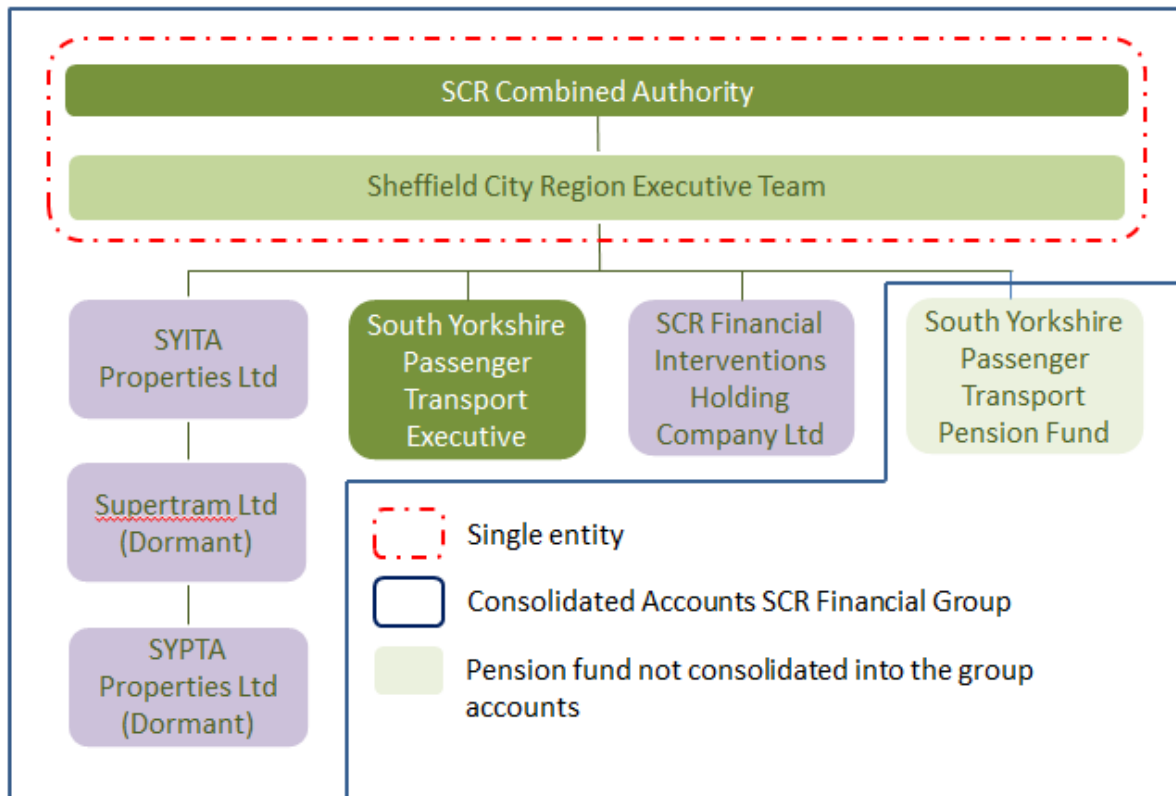 SCR Combined Authority
Sheffield City Region Executive Team
SYITA
Properties Ltd
South Yorkshire
Passenger
Transport
Executive
SCR Financial
Interventions
Holding
Company Ltd
South Yorkshire
Passenger
Transport
Pension Fund
Supertram Ltd
(Dormant)
SYPTA
Properties Ltd
(Dormant)
Single entity
Consolidated Accounts SCR Financial Group
Pension fund not consolidated into the group
accounts